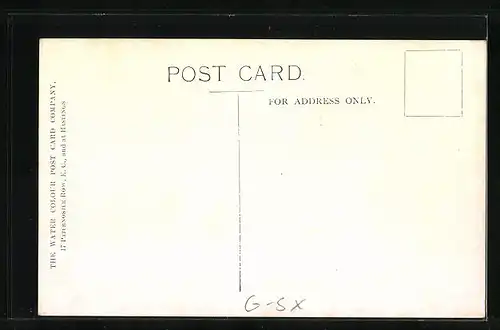 POST CARD.
FOR ADDRESS ONLY.
THE WATER COLOUR POST CARD COMPANY,
17 PATERNOSTER ROW, E.C., and at HASTINGS
G-SX